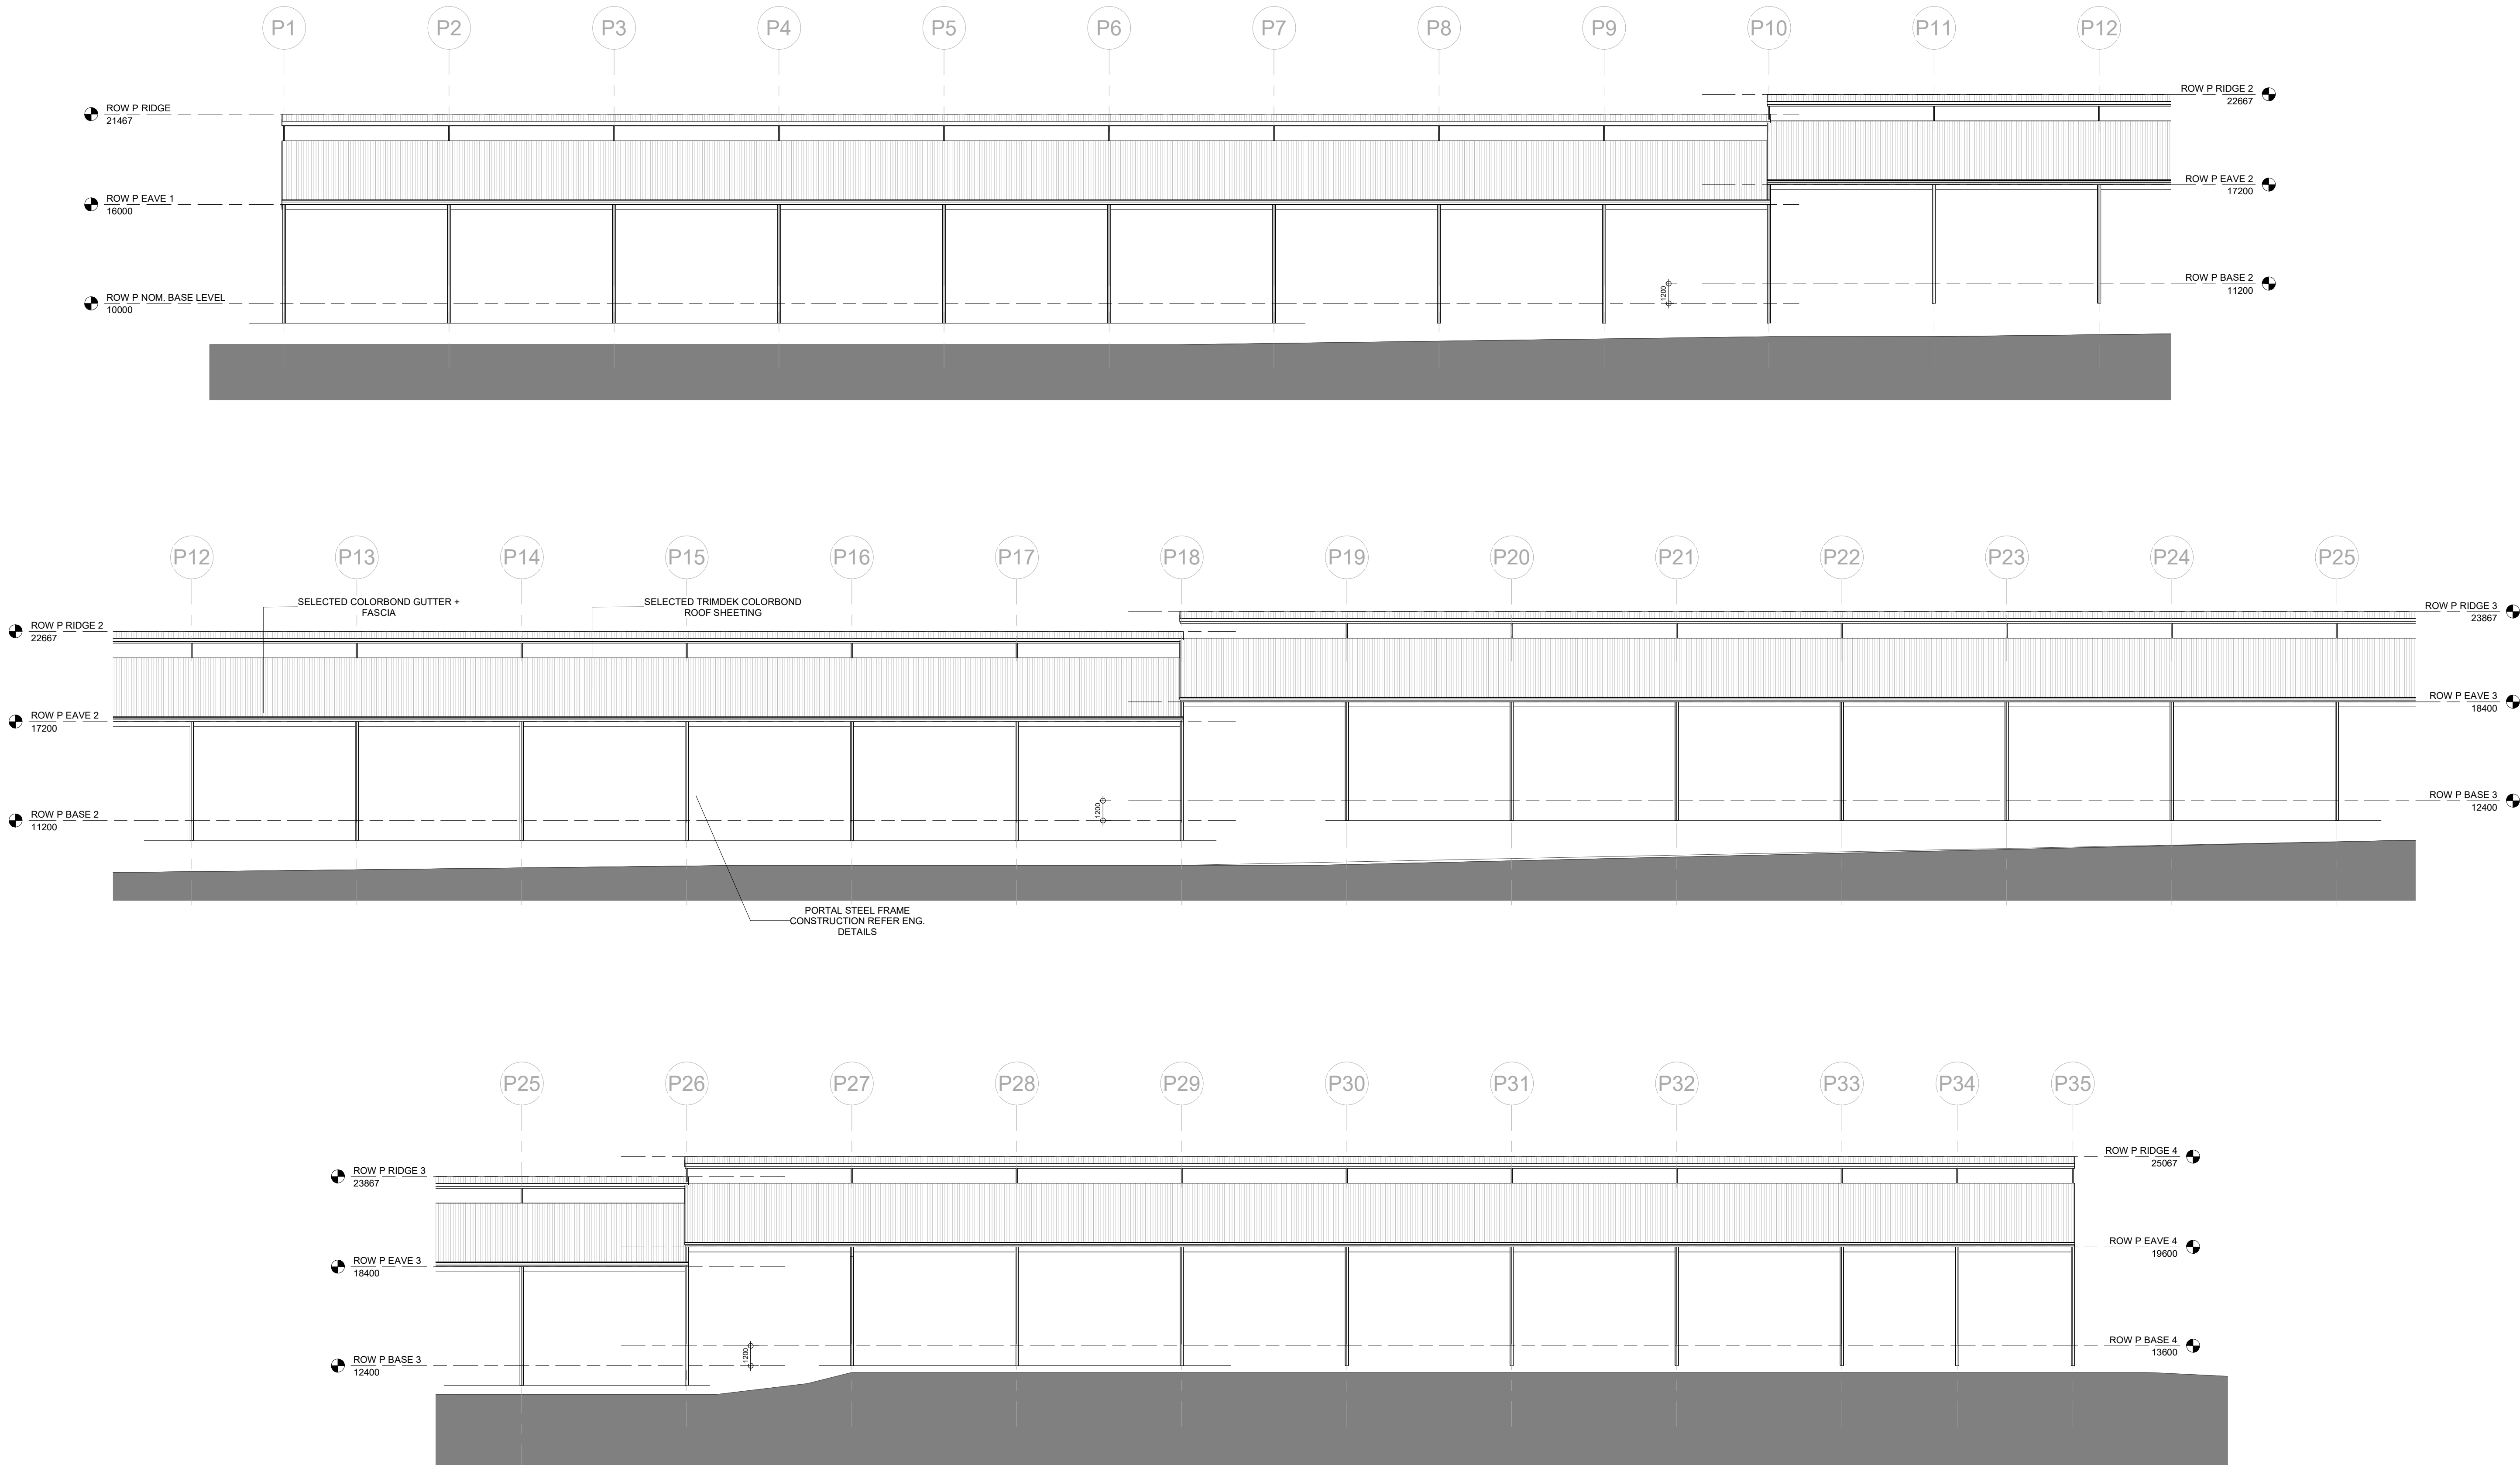 P1 P2 P3 P4 P5 P6 P7 P8 P9 P10 P11 P12
ROW P RIDGE 2
22667
ROW P RIDGE
21467
ROW P EAVE 2
17200
ROW P EAVE 1
16000
ROW P BASE 2
11200
1200
ROW P NOM. BASE LEVEL
10000
P12 P13 P14 P15 P16 P17 P18 P19 P20 P21 P22 P23 P24 P25
SELECTED COLORBOND GUTTER +
FASCIA
SELECTED TRIMDEK COLORBOND
ROOF SHEETING
ROW P RIDGE 3
23867
ROW P RIDGE 2
22667
ROW P EAVE 3
18400
ROW P EAVE 2
17200
ROW P BASE 3
12400
1200
ROW P BASE 2
11200
PORTAL STEEL FRAME
CONSTRUCTION REFER ENG.
DETAILS
P25 P26 P27 P28 P29 P30 P31 P32 P33 P34 P35
ROW P RIDGE 4
25067
ROW P RIDGE 3
23867
ROW P EAVE 4
19600
ROW P EAVE 3
18400
ROW P BASE 4
13600
1200
ROW P BASE 3
12400